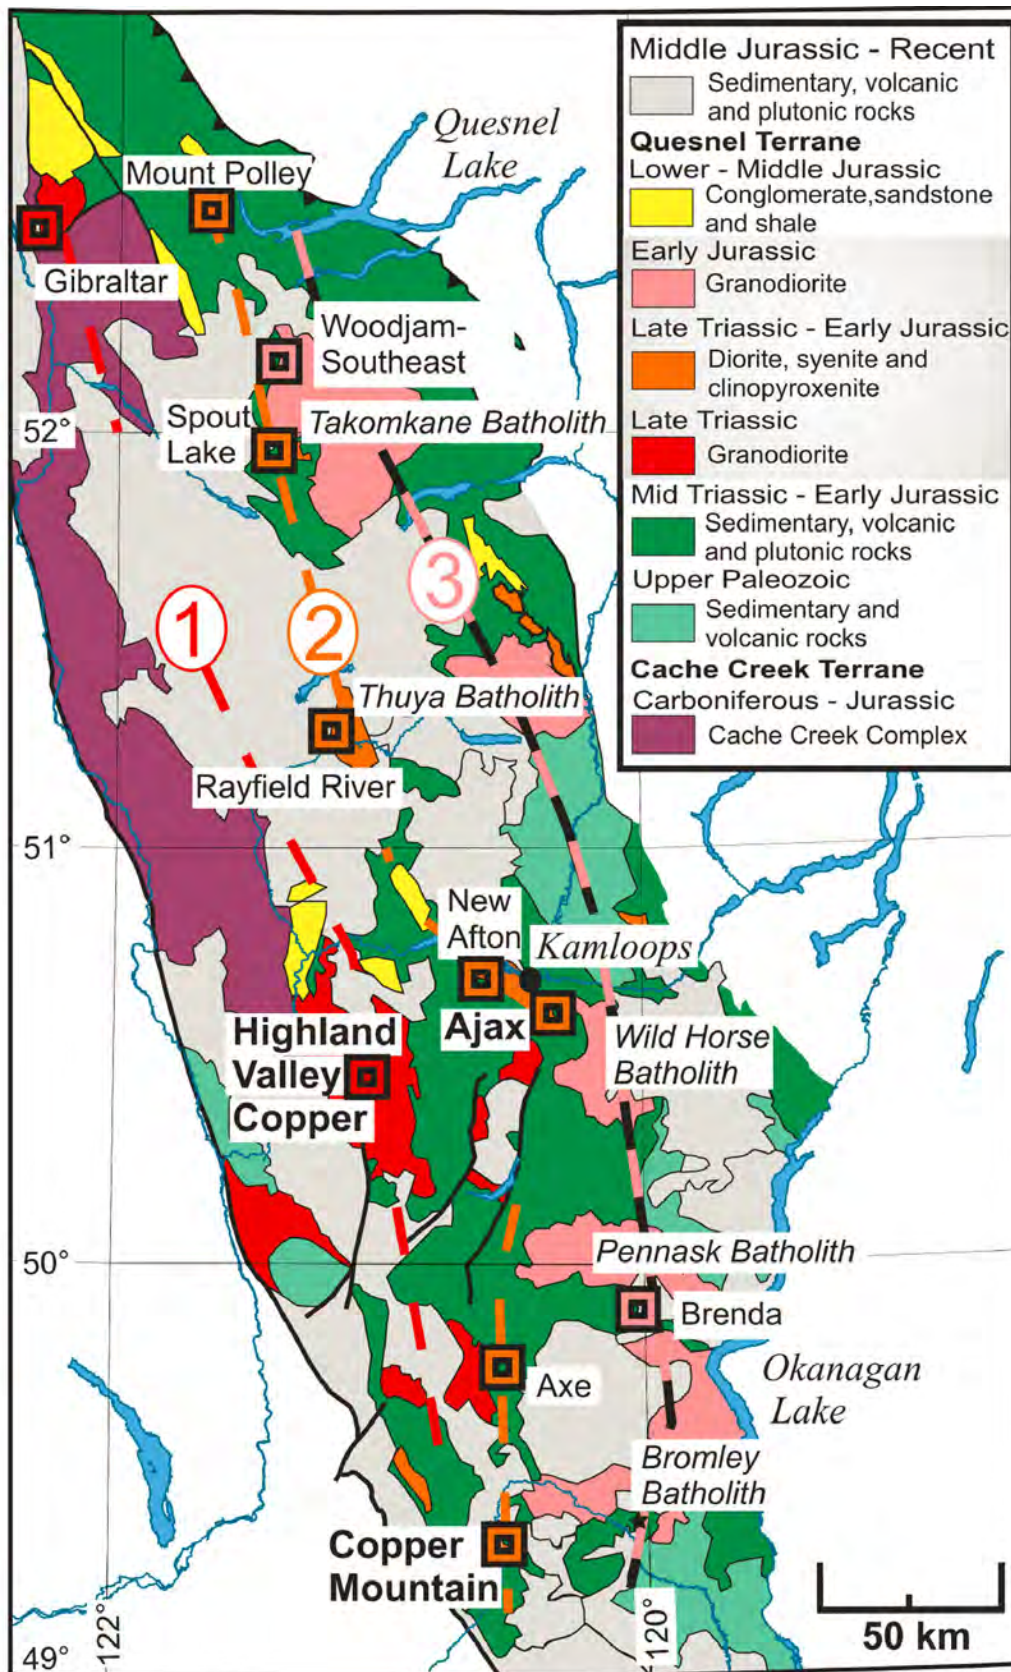 Quesnel
Lake
Mount Polley
Gibraltar
Woodjam-
Southeast
Spout
Lake
52°
Takomkane Batholith
1
2
3
Thuya Batholith
Rayfield River
51°
New
Afton
Kamloops
Ajax
Highland
Valley
Copper
Wild Horse
Batholith
50°
Pennask Batholith
Brenda
Axe
Okanagan
Lake
Bromley
Batholith
Copper
Mountain
49°
122°
120°
50 km
Middle Jurassic - Recent
Sedimentary, volcanic
and plutonic rocks
Quesnel Terrane
Lower - Middle Jurassic
Conglomerate,sandstone
and shale
Early Jurassic
Granodiorite
Late Triassic - Early Jurassic
Diorite, syenite and
clinopyroxenite
Late Triassic
Granodiorite
Mid Triassic - Early Jurassic
Sedimentary, volcanic
and plutonic rocks
Upper Paleozoic
Sedimentary and
volcanic rocks
Cache Creek Terrane
Carboniferous - Jurassic
Cache Creek Complex